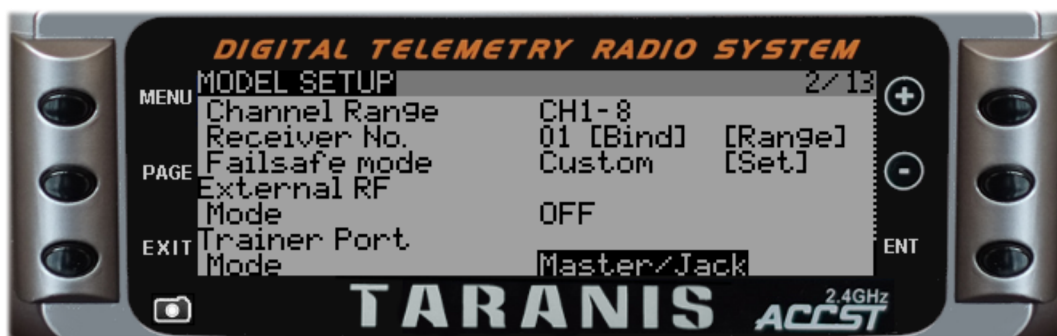 DIGITAL TELEMETRY RADIO SYSTEM
MENU
PAGE
EXIT
MODEL SETUP 2/13
Channel Range CH1-8
Receiver No. 01 [Bind] [Range]
Failsafe mode Custom [Set]
External RF
Mode OFF
Trainer Port
Mode Master/Jack
+
-
ENT
TARANIS
2.4GHz
ACCST